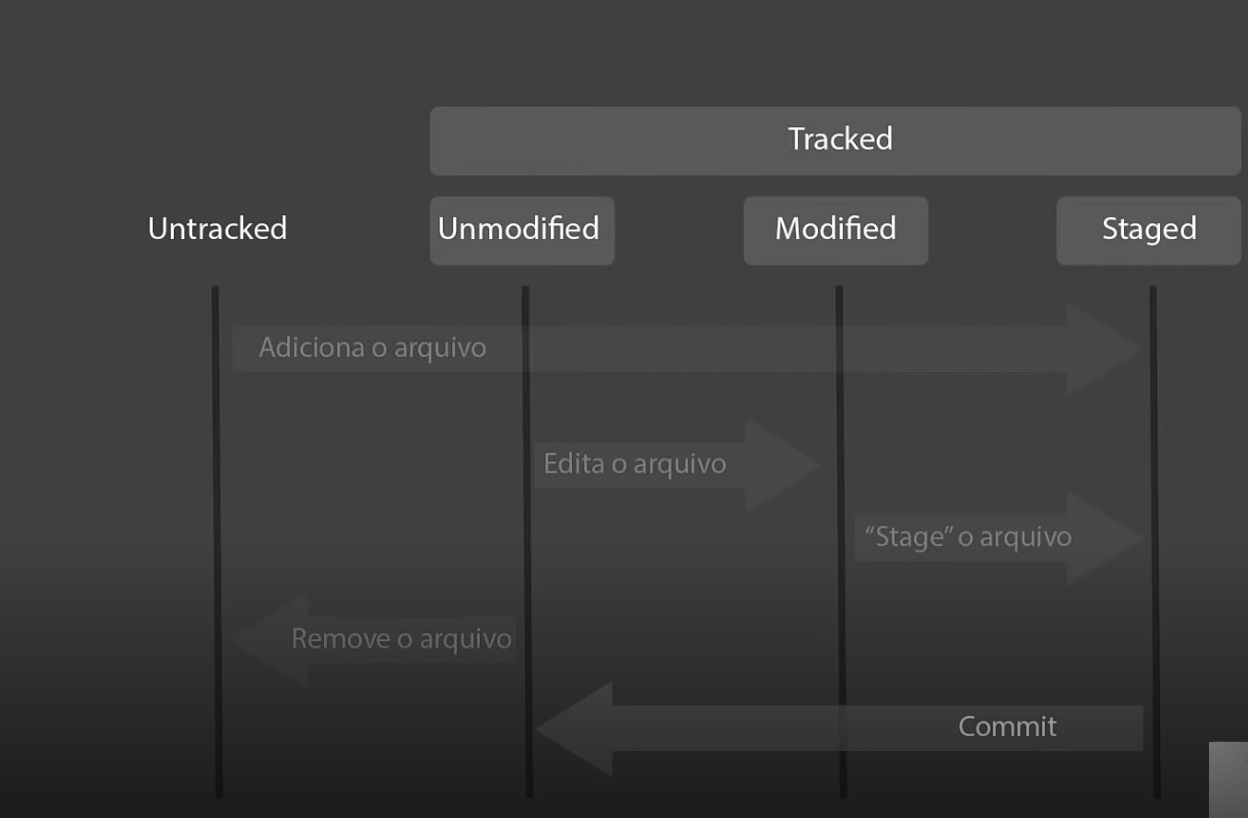 Tracked
Untracked
Unmodified
Modified
Staged
Adiciona o arquivo
Edita o arquivo
“Stage” o arquivo
Remove o arquivo
Commit